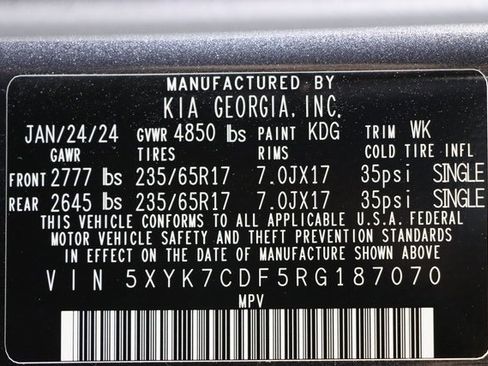 MANUFACTURED BY
KIA GEORGIA, INC.
JAN/24/24 GVWR 4850 lbs PAINT KDG TRIM WK
GAWR TIRES RIMS COLD TIRE INFL
FRONT 2777 lbs 235/65R17 7.0JX17 35psi SINGLE
REAR 2645 lbs 235/65R17 7.0JX17 35psi SINGLE
THIS VEHICLE CONFORMS TO ALL APPLICABLE U.S.A. FEDERAL
MOTOR VEHICLE SAFETY AND THEFT PREVENTION STANDARDS
IN EFFECT ON THE DATE OF MANUFACTURE SHOWN ABOVE
VIN 5XYK7CDF5RG187070
MPV